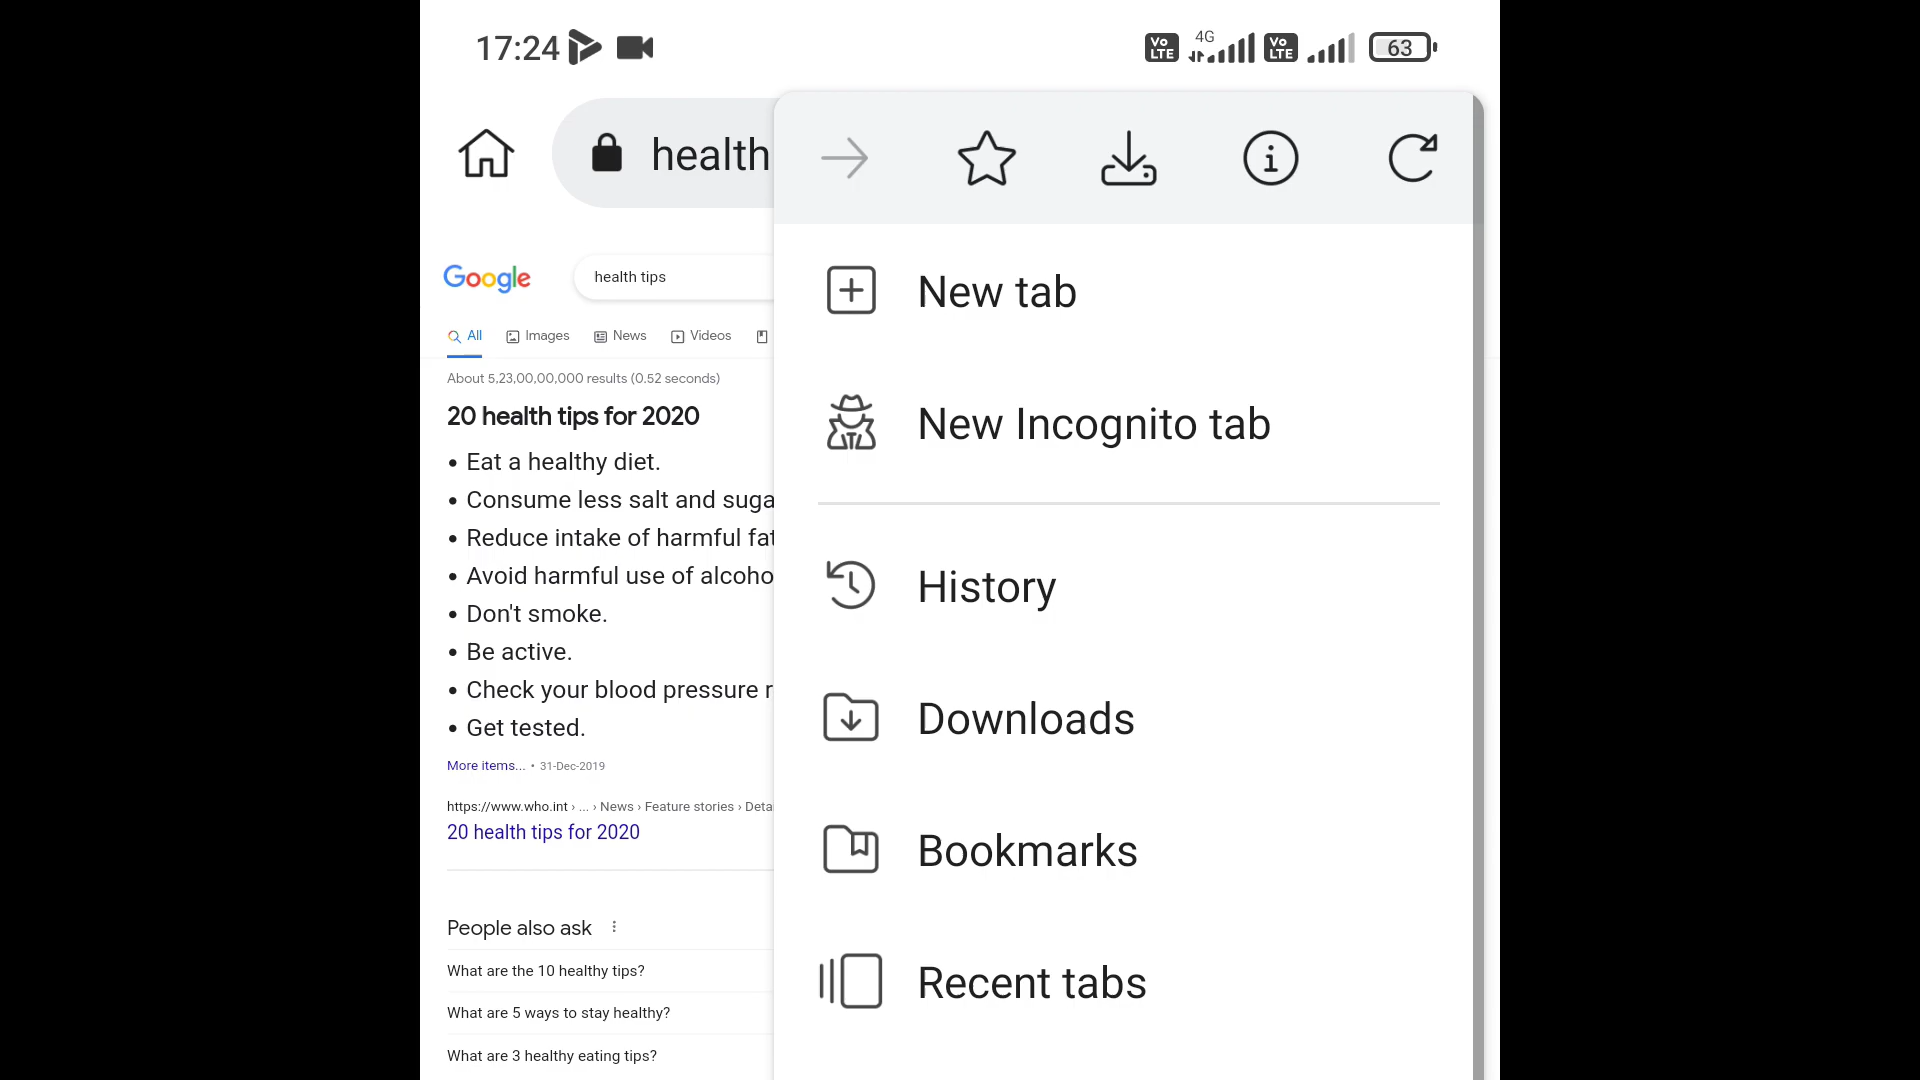 17:24
Vo LTE 4G Vo LTE 63
health
New tab
New Incognito tab
History
Downloads
Bookmarks
Recent tabs
Google
health tips
All Images News Videos
About 5,23,00,00,000 results (0.52 seconds)
20 health tips for 2020
• Eat a healthy diet.
• Consume less salt and suga
• Reduce intake of harmful fat
• Avoid harmful use of alcoho
• Don't smoke.
• Be active.
• Check your blood pressure r
• Get tested.
More items... • 31-Dec-2019
https://www.who.int › ... › News › Feature stories › Deta
20 health tips for 2020
People also ask
What are the 10 healthy tips?
What are 5 ways to stay healthy?
What are 3 healthy eating tips?